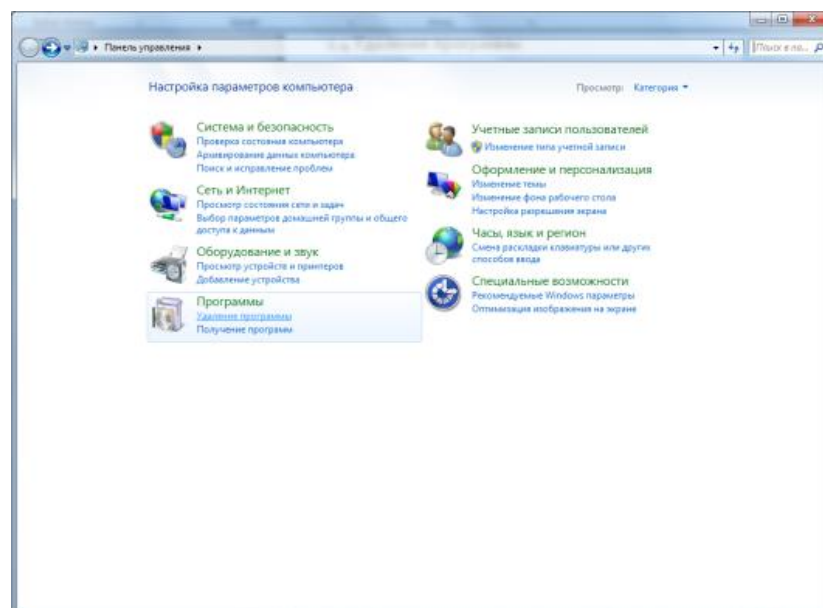 Панель управления
Поиск в па...
Настройка параметров компьютера
Просмотр: Категория
Система и безопасность
Проверка состояния компьютера
Архивирование данных компьютера
Поиск и исправление проблем
Сеть и Интернет
Просмотр состояния сети и задач
Выбор параметров домашней группы и общего
доступа к данным
Оборудование и звук
Просмотр устройств и принтеров
Добавление устройства
Программы
Удаление программы
Получение программ
Учетные записи пользователей
Изменение типа учетной записи
Оформление и персонализация
Изменение темы
Изменение фона рабочего стола
Настройка разрешения экрана
Часы, язык и регион
Смена раскладки клавиатуры или других
способов ввода
Специальные возможности
Рекомендуемые Windows параметры
Оптимизация изображения на экране